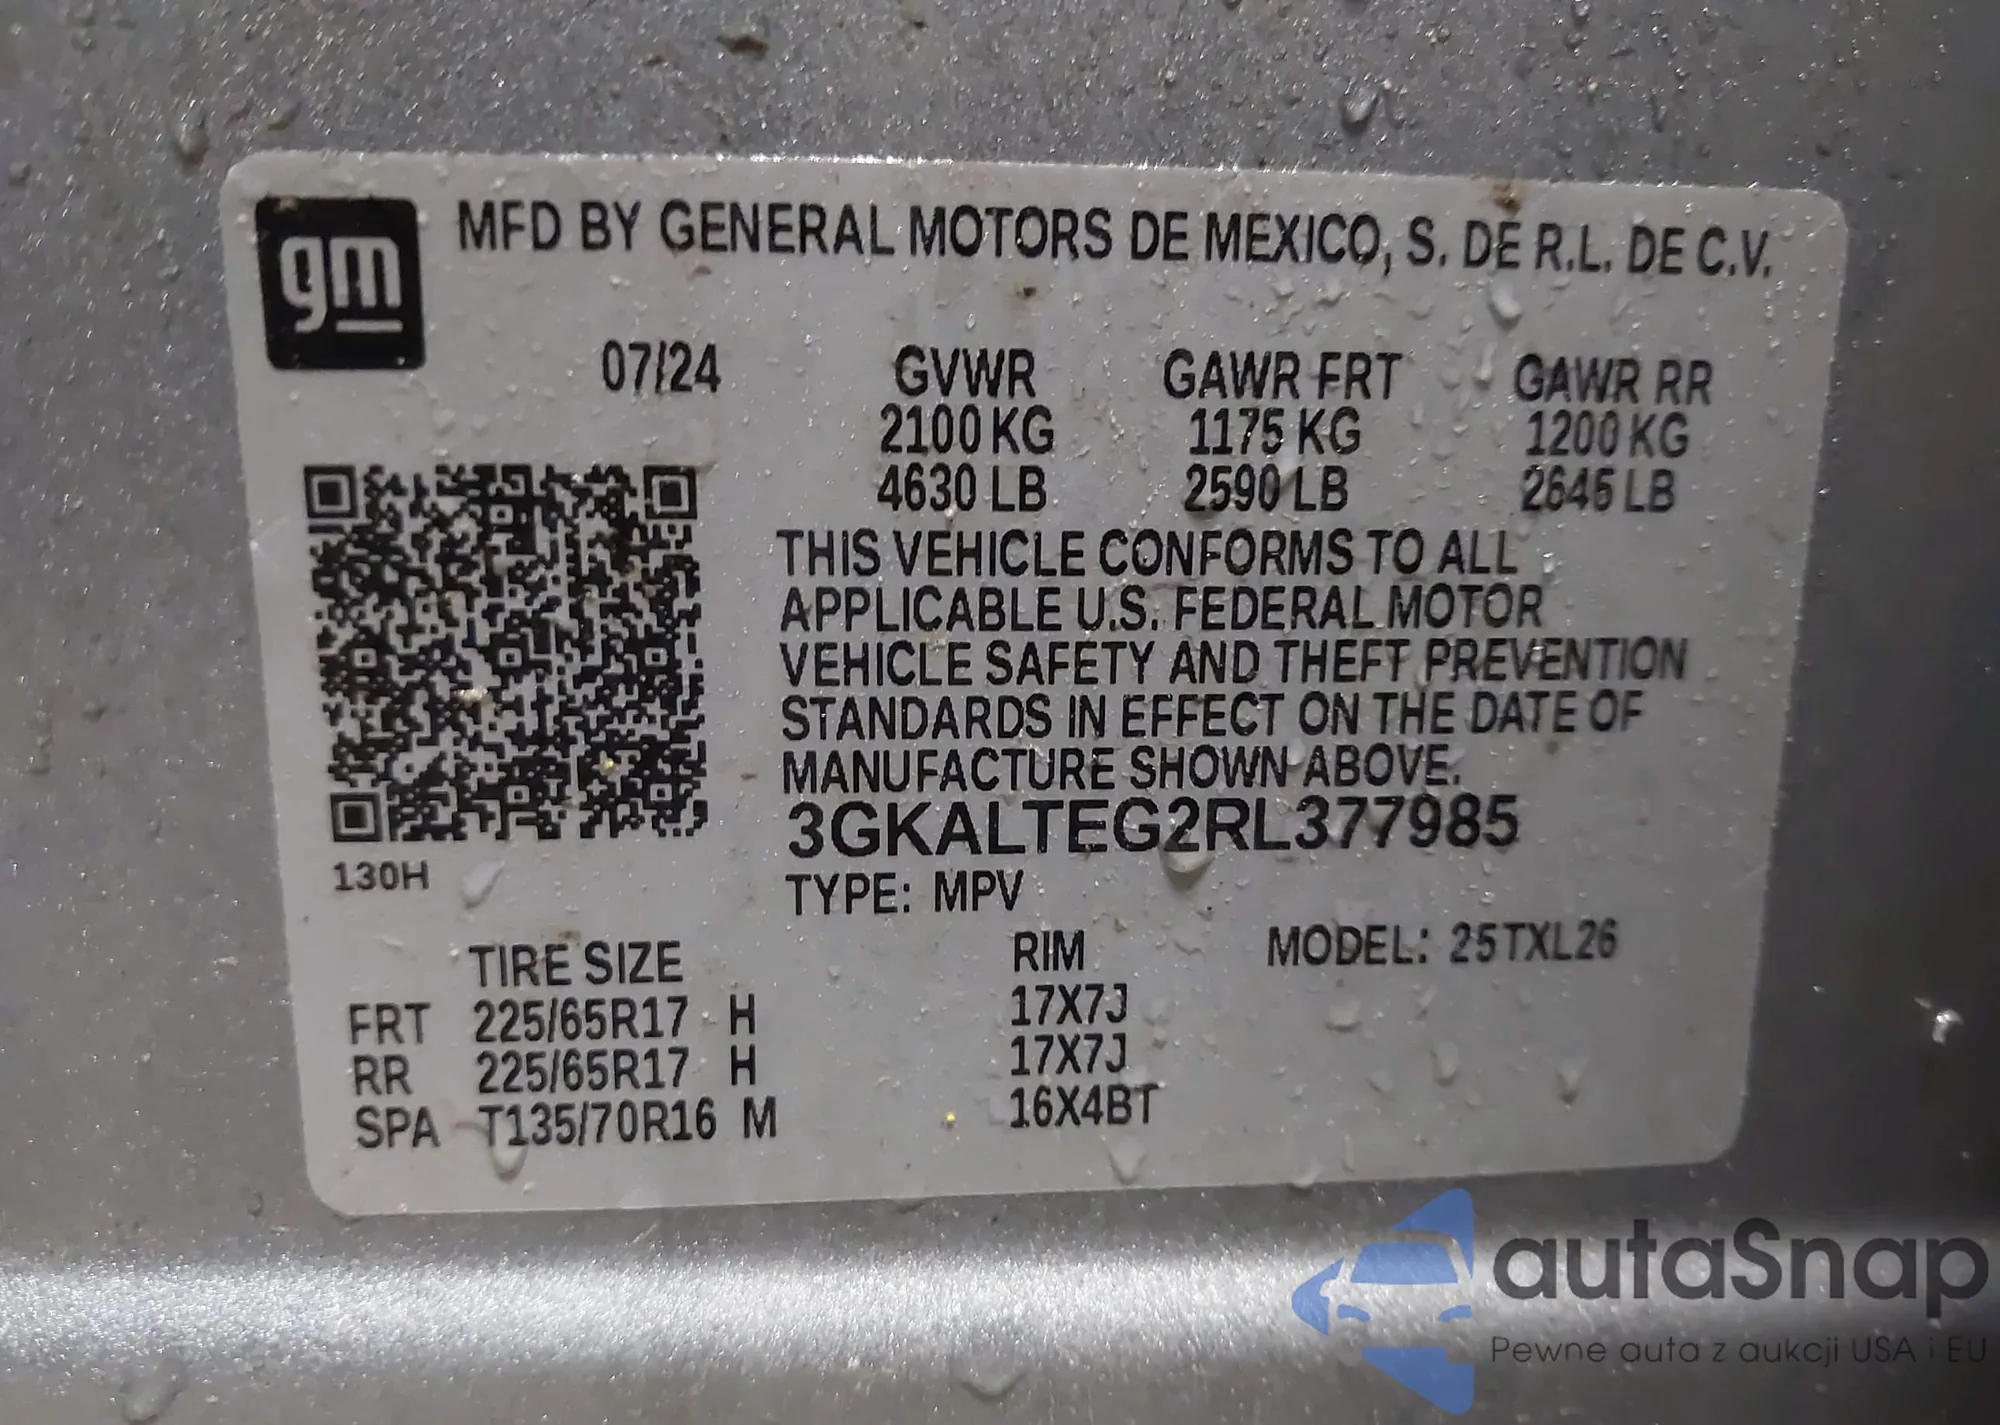 gm
MFD BY GENERAL MOTORS DE MEXICO, S. DE R.L. DE C.V.
07/24 GVWR GAWR FRT GAWR RR
2100 KG 1175 KG 1200 KG
4630 LB 2590 LB 2645 LB
THIS VEHICLE CONFORMS TO ALL
APPLICABLE U.S. FEDERAL MOTOR
VEHICLE SAFETY AND THEFT PREVENTION
STANDARDS IN EFFECT ON THE DATE OF
MANUFACTURE SHOWN ABOVE.
3GKALTEG2RL377985
130H
TYPE: MPV
TIRE SIZE RIM MODEL: 25TXL26
FRT 225/65R17 H 17X7J
RR 225/65R17 H 17X7J
SPA T135/70R16 M 16X4BT
autaSnap
Pewne auta z aukcji USA i EU